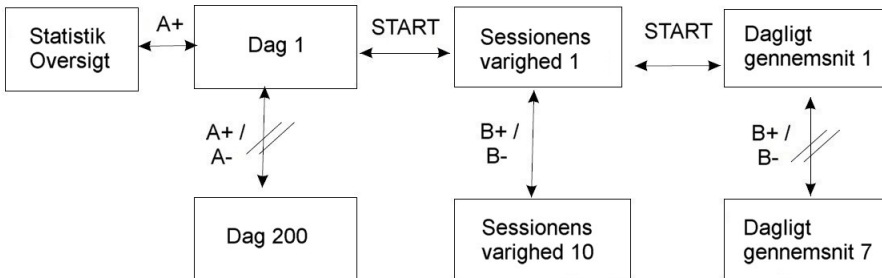 Statistik
Oversigt
A+
Dag 1
START
Sessionens
varighed 1
START
Dagligt
gennemsnit 1
A+ /
A-
B+ /
B-
B+ /
B-
Dag 200
Sessionens
varighed 10
Dagligt
gennemsnit 7